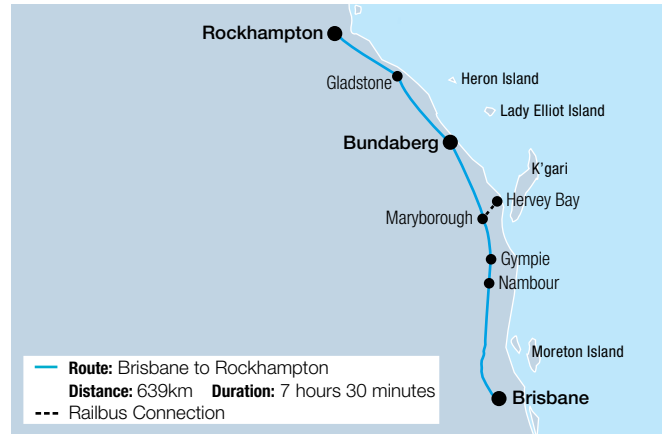 Rockhampton
Gladstone
Heron Island
Lady Elliot Island
Bundaberg
K'gari
Hervey Bay
Maryborough
Gympie
Nambour
Moreton Island
Route: Brisbane to Rockhampton
Distance: 639km Duration: 7 hours 30 minutes
Brisbane
Railbus Connection